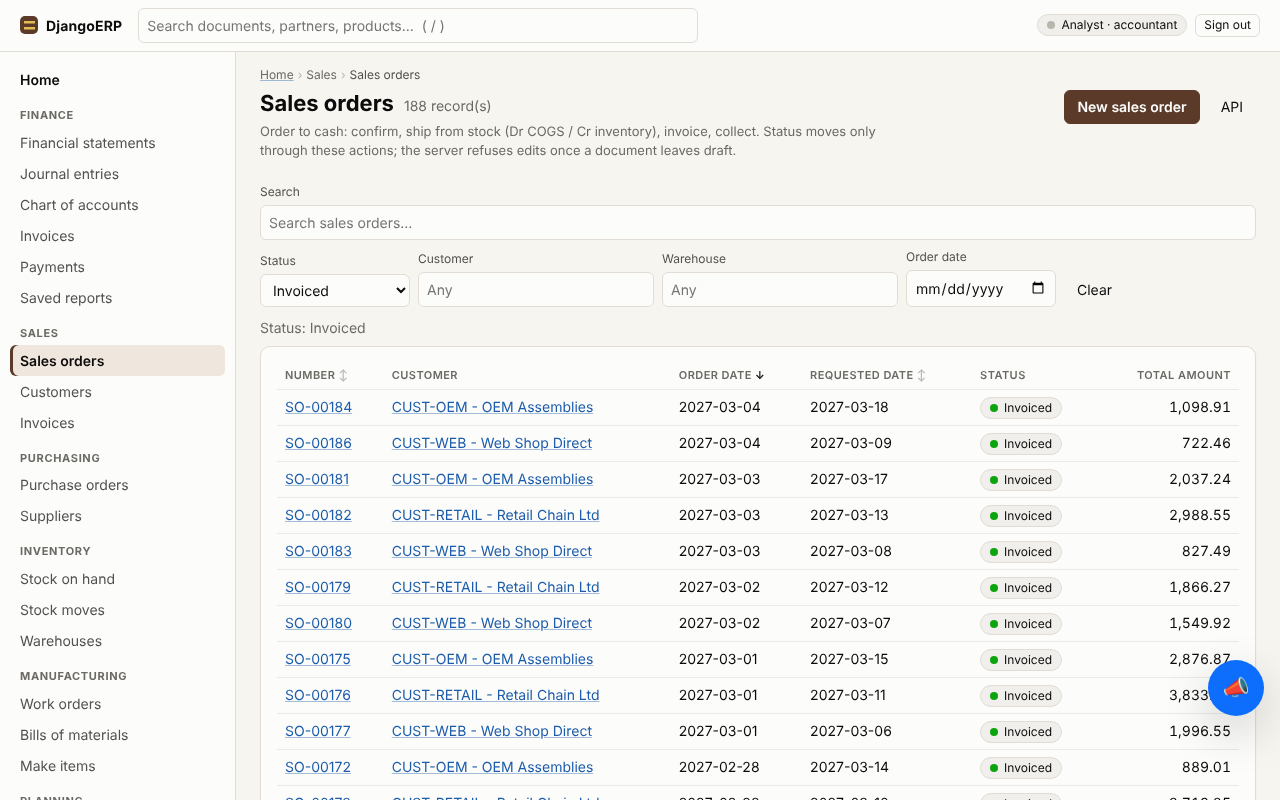 DjangoERP
Search documents, partners, products... ( / )
Analyst · accountant
Sign out
Home
FINANCE
Financial statements
Journal entries
Chart of accounts
Invoices
Payments
Saved reports
SALES
Sales orders
Customers
Invoices
PURCHASING
Purchase orders
Suppliers
INVENTORY
Stock on hand
Stock moves
Warehouses
MANUFACTURING
Work orders
Bills of materials
Make items
PLANNING
Home › Sales › Sales orders
Sales orders 188 record(s)
New sales order
API
Order to cash: confirm, ship from stock (Dr COGS / Cr inventory), invoice, collect. Status moves only
through these actions; the server refuses edits once a document leaves draft.
Search
Search sales orders...
Status Customer Warehouse Order date
Invoiced Any Any mm/dd/yyyy Clear
Status: Invoiced
NUMBER CUSTOMER ORDER DATE REQUESTED DATE STATUS TOTAL AMOUNT
SO-00184 CUST-OEM - OEM Assemblies 2027-03-04 2027-03-18 Invoiced 1,098.91
SO-00186 CUST-WEB - Web Shop Direct 2027-03-04 2027-03-09 Invoiced 722.46
SO-00181 CUST-OEM - OEM Assemblies 2027-03-03 2027-03-17 Invoiced 2,037.24
SO-00182 CUST-RETAIL - Retail Chain Ltd 2027-03-03 2027-03-13 Invoiced 2,988.55
SO-00183 CUST-WEB - Web Shop Direct 2027-03-03 2027-03-08 Invoiced 827.49
SO-00179 CUST-RETAIL - Retail Chain Ltd 2027-03-02 2027-03-12 Invoiced 1,866.27
SO-00180 CUST-WEB - Web Shop Direct 2027-03-02 2027-03-07 Invoiced 1,549.92
SO-00175 CUST-OEM - OEM Assemblies 2027-03-01 2027-03-15 Invoiced 2,876.87
SO-00176 CUST-RETAIL - Retail Chain Ltd 2027-03-01 2027-03-11 Invoiced
SO-00177 CUST-WEB - Web Shop Direct 2027-03-01 2027-03-06 Invoiced 1,996.55
SO-00172 CUST-OEM - OEM Assemblies 2027-02-28 2027-03-14 Invoiced 889.01